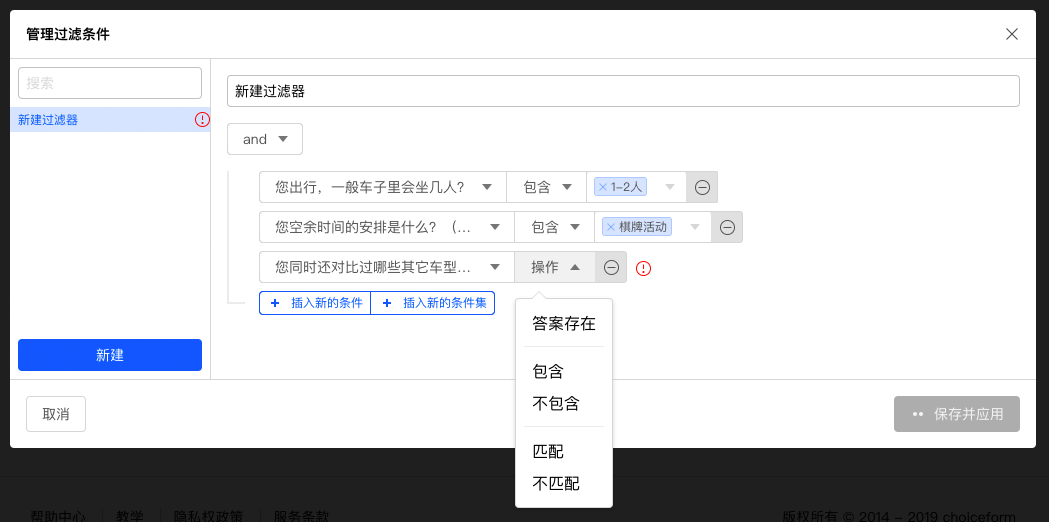 管理过滤条件
搜索
新建过滤器
新建过滤器
and
您出行，一般车子里会坐几人？ 包含 1-2人
您空余时间的安排是什么？（... 包含 棋牌活动
您同时还对比过哪些其它车型... 操作
插入新的条件 插入新的条件集
答案存在
包含
不包含
匹配
不匹配
新建
取消
保存并应用
帮助中心 教学 隐私权政策 服务条款
版权所有 © 2014 - 2019 choiceform